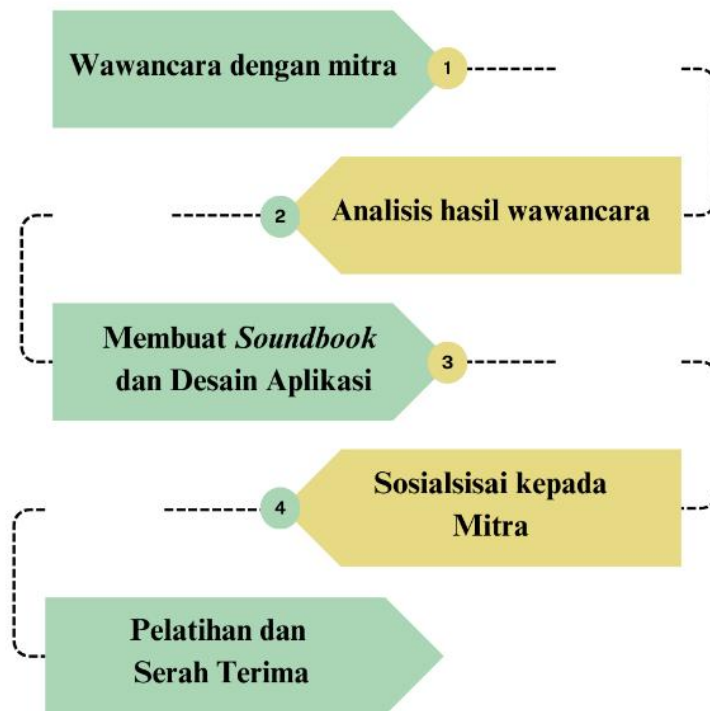 Wawancara dengan mitra
1
2
Analisis hasil wawancara
Membuat Soundbook
dan Desain Aplikasi
3
4
Sosialsisai kepada
Mitra
Pelatihan dan
Serah Terima